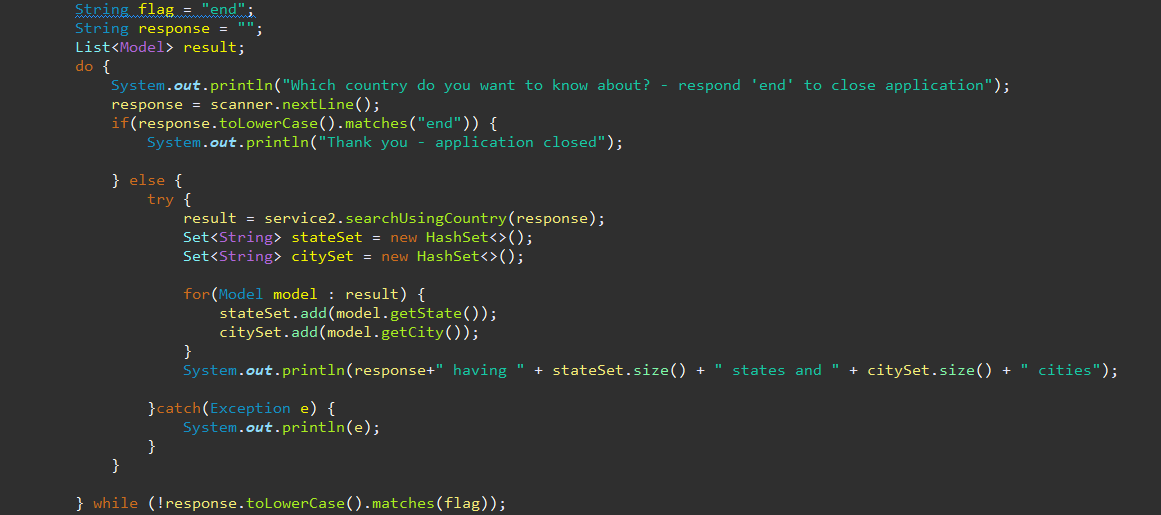 String flag = "end";
String response = "";
List<Model> result;
do {
System.out.println("Which country do you want to know about? - respond 'end' to close application");
response = scanner.nextLine();
if(response.toLowerCase().matches("end")) {
System.out.println("Thank you - application closed");
} else {
try {
result = service2.searchUsingCountry(response);
Set<String> stateSet = new HashSet<>();
Set<String> citySet = new HashSet<>();
for(Model model : result) {
stateSet.add(model.getState());
citySet.add(model.getCity());
}
System.out.println(response+" having " + stateSet.size() + " states and " + citySet.size() + " cities");
}catch(Exception e) {
System.out.println(e);
}
}
} while (!response.toLowerCase().matches(flag));